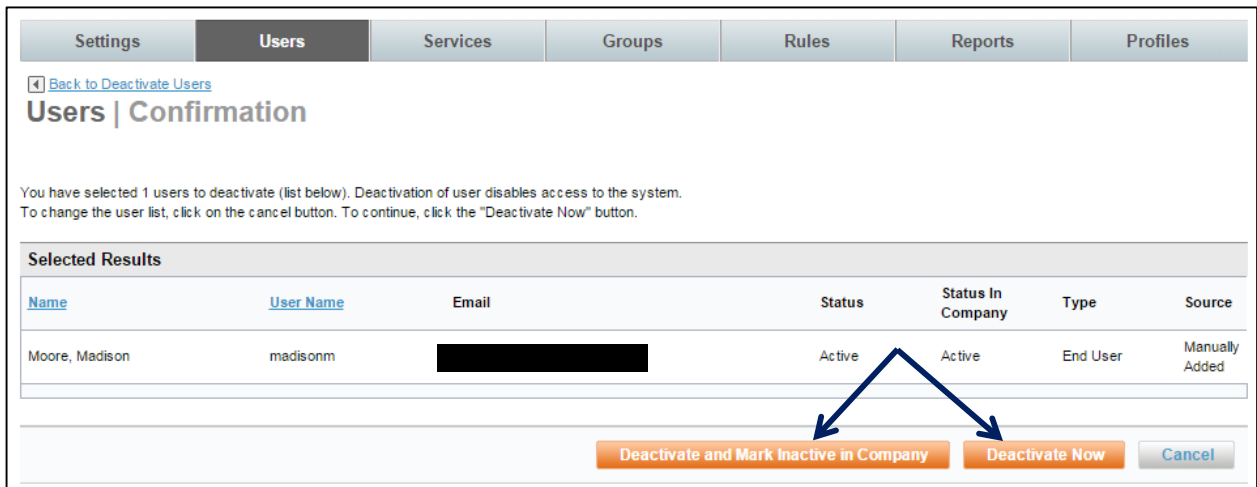 Settings Users Services Groups Rules Reports Profiles
Back to Deactivate Users
Users | Confirmation
You have selected 1 users to deactivate (list below). Deactivation of user disables access to the system.
To change the user list, click on the cancel button. To continue, click the "Deactivate Now" button.
Selected Results
Name User Name Email Status Status In Company Type Source
Moore, Madison madisonm Active Active End User Manually Added
Deactivate and Mark Inactive in Company Deactivate Now Cancel